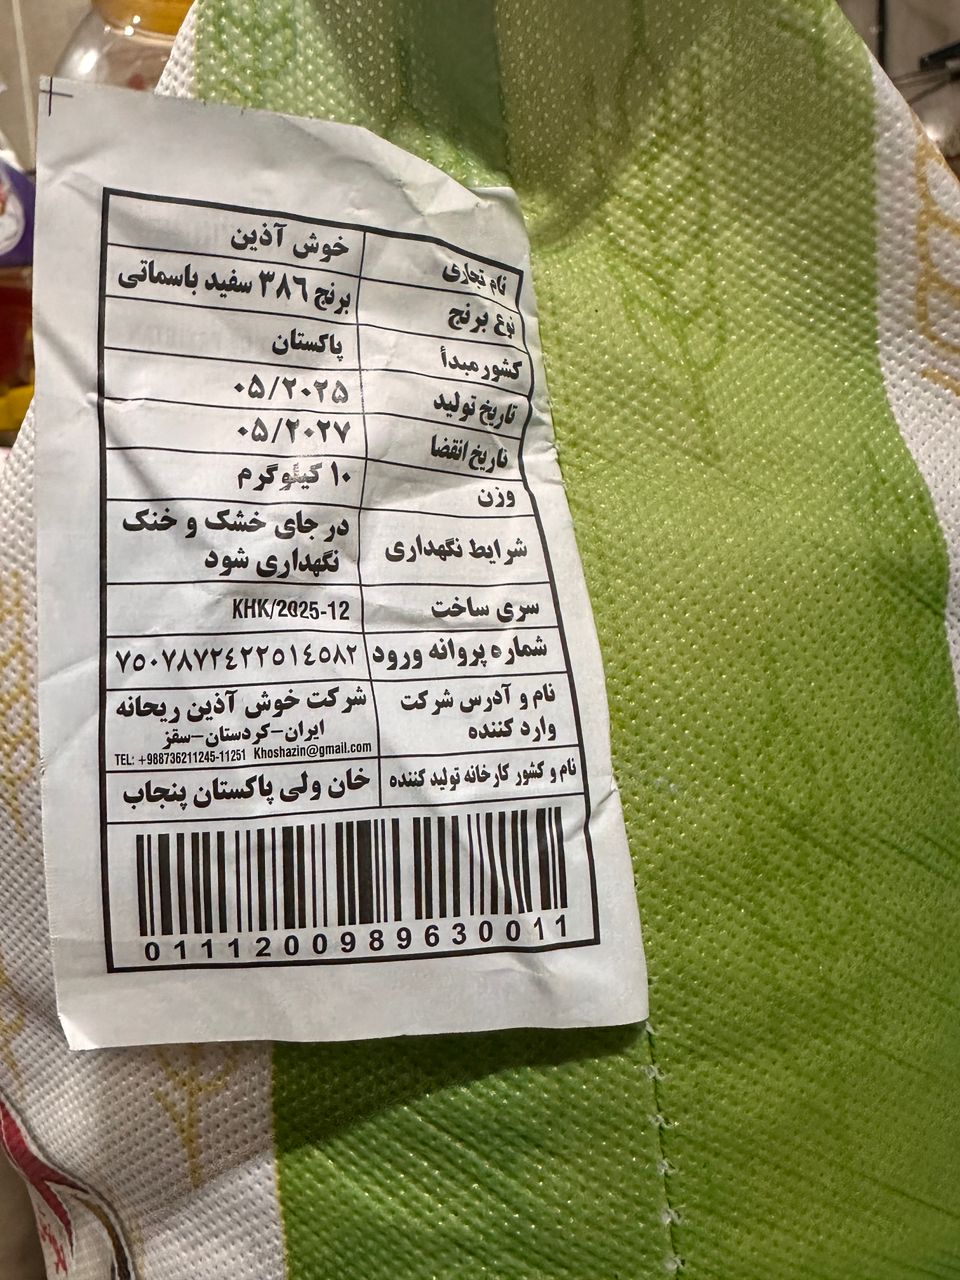 نام تجاری خوش آذین
نوع برنج برنج ۳۸٦ سفید باسماتی
کشور مبدأ پاکستان
تاریخ تولید ۰۵/۲۰۲۵
تاریخ انقضا ۰۵/۲۰۲۷
وزن ۱۰ کیلوگرم
شرایط نگهداری در جای خشک و خنک
نگهداری شود
سری ساخت KHK/2025-12
شماره پروانه ورود ۷۵۰۷۸۷۲٤۲۲۵۱٤۵۸۲
نام و آدرس شرکت
وارد کننده
شرکت خوش آذین ریحانه
ایران-کردستان-سقز
TEL: +988736211245-11251 Khoshazin@gmail.com
نام و کشور کارخانه تولید کننده خان ولی پاکستان پنجاب
0111200989630011